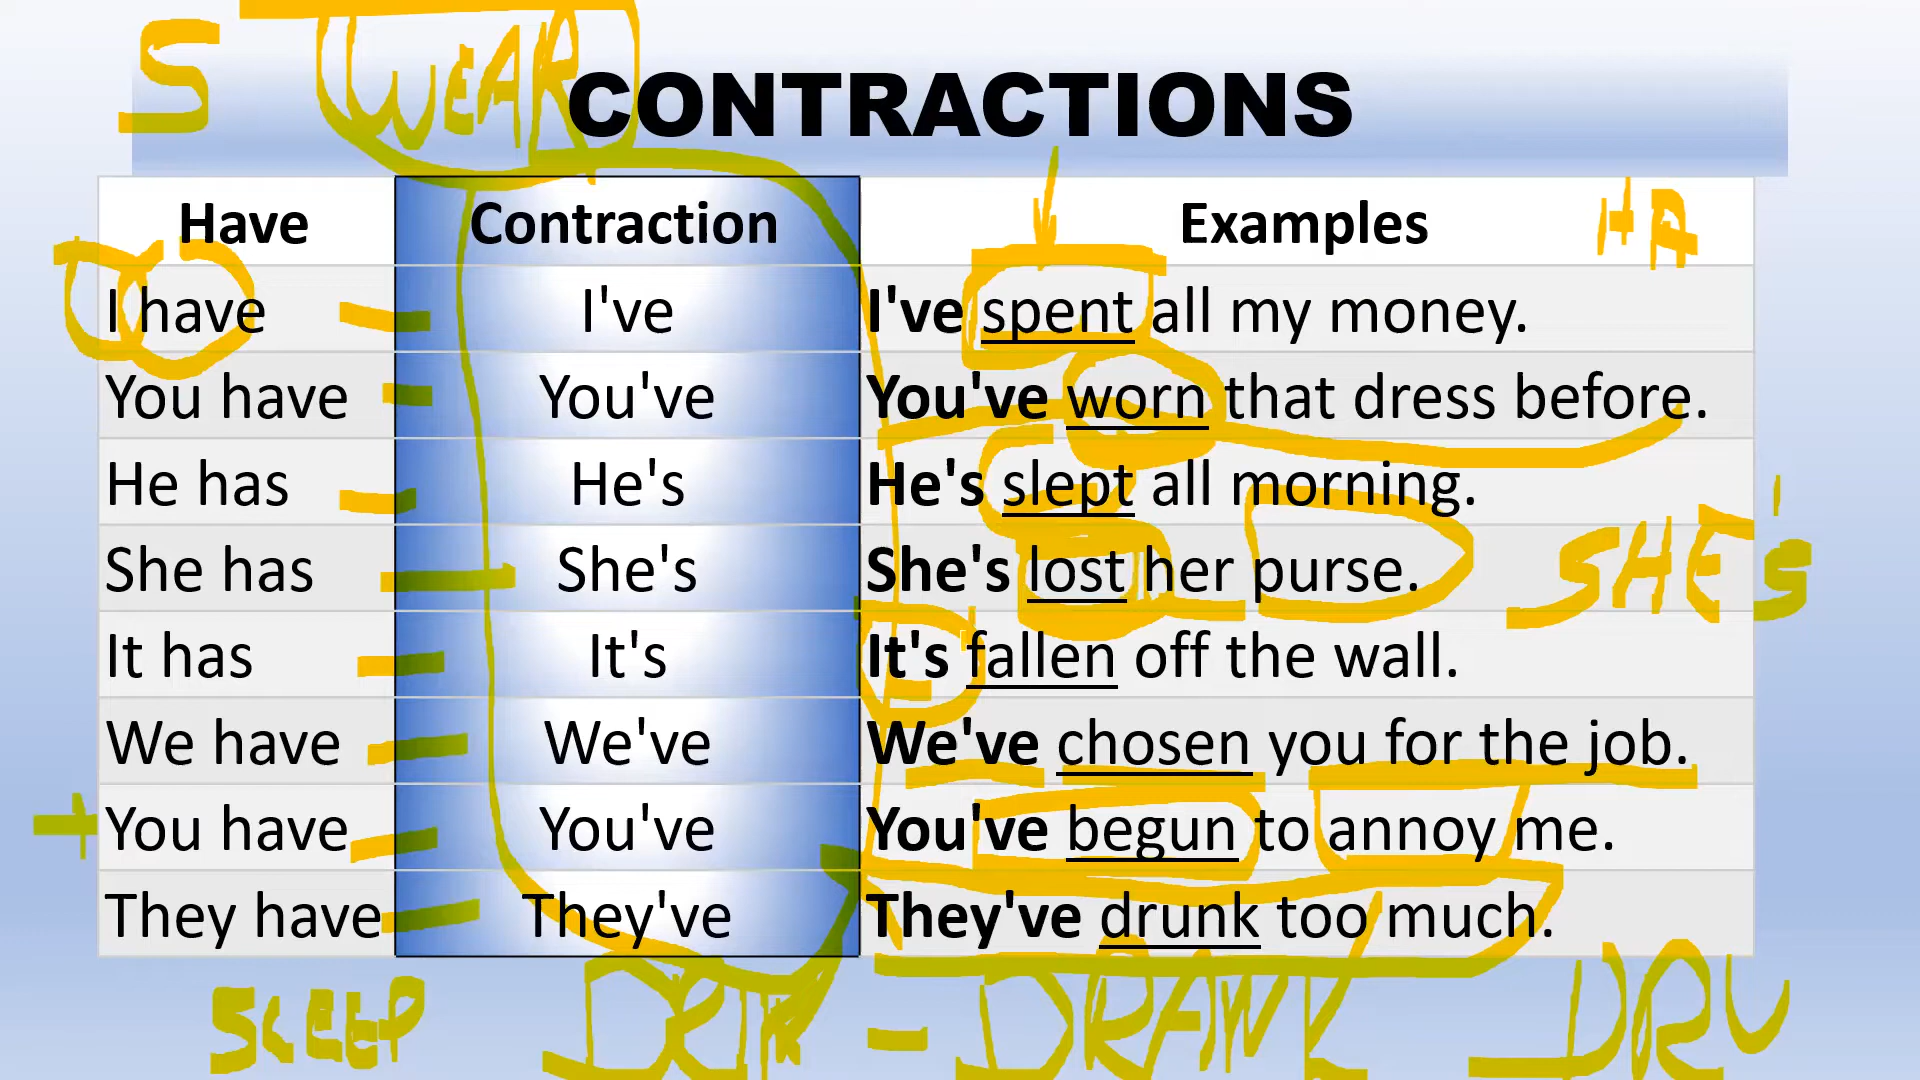 S WEAR
CONTRACTIONS
Have Contraction Examples HA
I have I've I've spent all my money.
You have You've You've worn that dress before.
He has He's He's slept all morning.
She has She's She's lost her purse. SHE'S
It has It's It's fallen off the wall.
We have We've We've chosen you for the job.
You have You've You've begun to annoy me.
They have They've They've drunk too much.
SLEEP DRINK - DRANK DRU